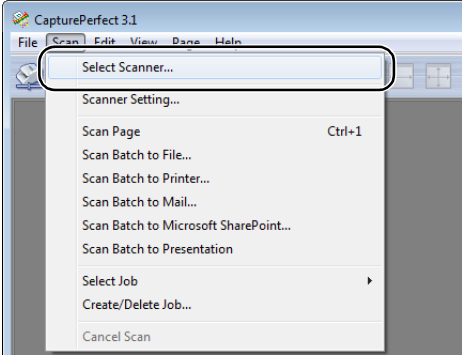 CapturePerfect 3.1
File Scan Edit View Page Help
Select Scanner...
Scanner Setting...
Scan Page Ctrl+1
Scan Batch to File...
Scan Batch to Printer...
Scan Batch to Mail...
Scan Batch to Microsoft SharePoint...
Scan Batch to Presentation
Select Job
Create/Delete Job...
Cancel Scan